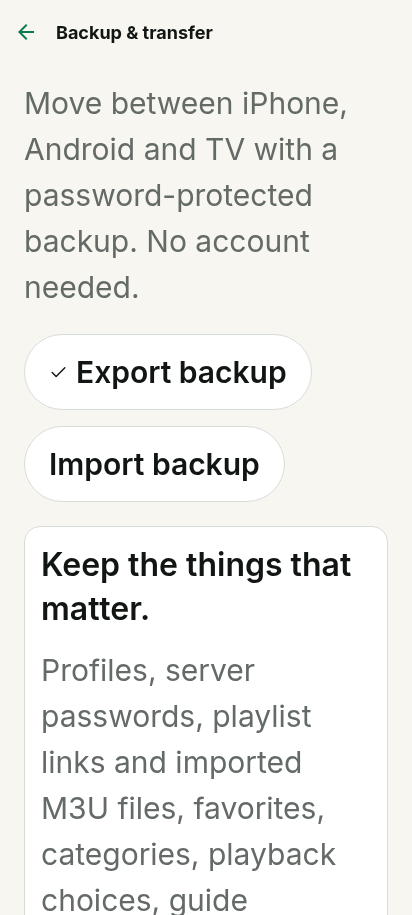 Backup & transfer
Move between iPhone,
Android and TV with a
password-protected
backup. No account
needed.
Export backup
Import backup
Keep the things that
matter.
Profiles, server
passwords, playlist
links and imported
M3U files, favorites,
categories, playback
choices, guide